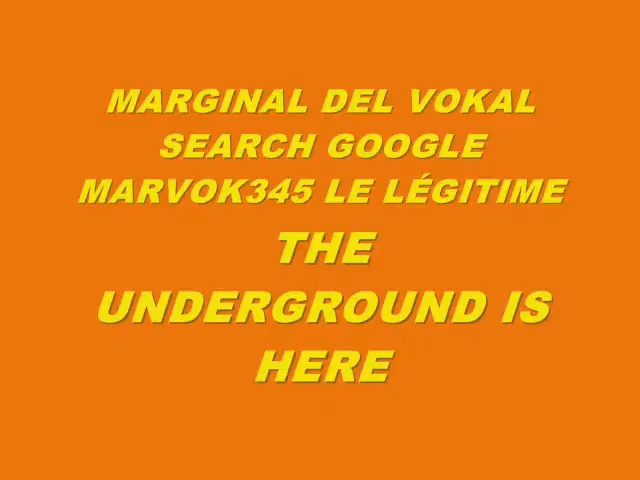 MARGINAL DEL VOKAL
SEARCH GOOGLE
MARVOK345 LE LÉGITIME
THE
UNDERGROUND IS
HERE